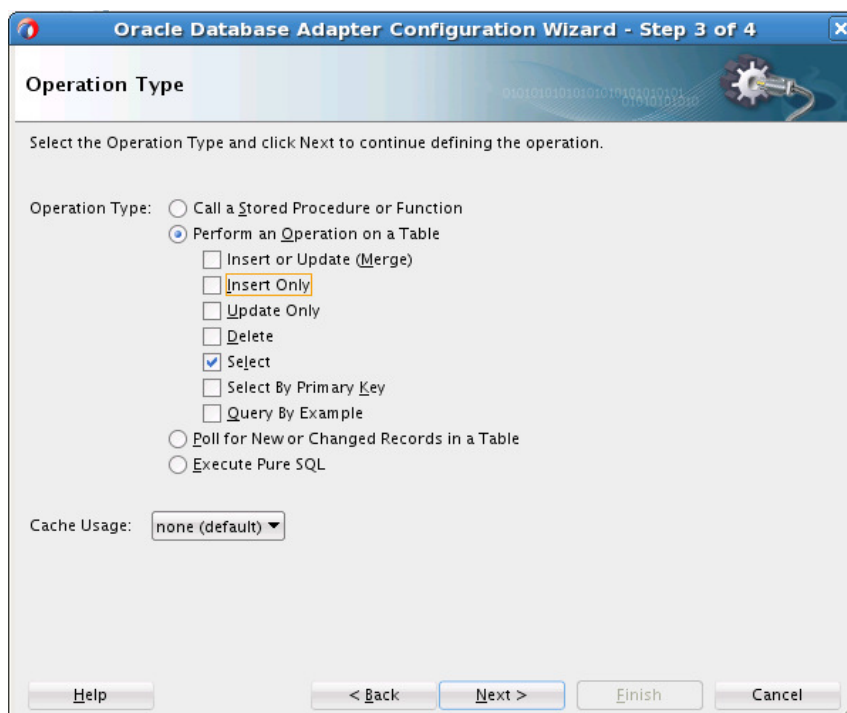 Oracle Database Adapter Configuration Wizard - Step 3 of 4
Operation Type
0101010101010101010101010101
01010101010
Select the Operation Type and click Next to continue defining the operation.
Operation Type: Call a Stored Procedure or Function
Perform an Operation on a Table
Insert or Update (Merge)
Insert Only
Update Only
Delete
Select
Select By Primary Key
Query By Example
Poll for New or Changed Records in a Table
Execute Pure SQL
Cache Usage: none (default)
Help < Back Next > Finish Cancel